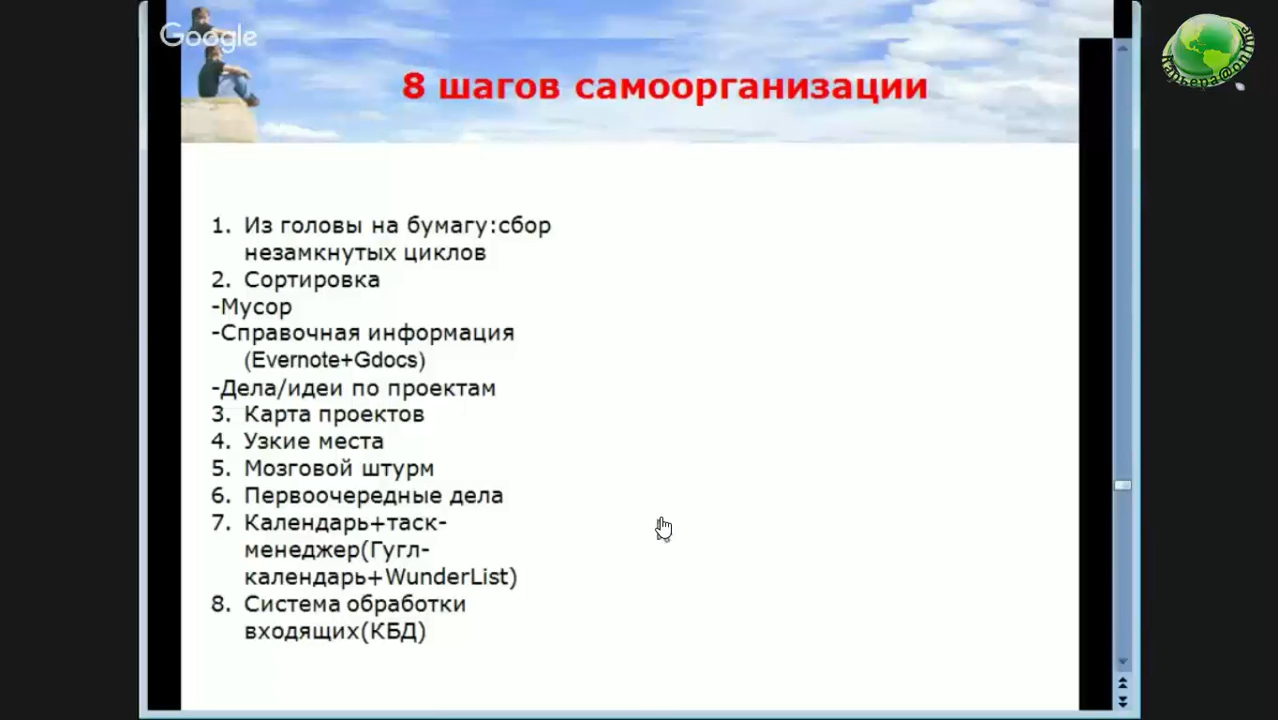 Google
Карьера@online
8 шагов самоорганизации
1. Из головы на бумагу:сбор
незамкнутых циклов
2. Сортировка
-Мусор
-Справочная информация
(Evernote+Gdocs)
-Дела/идеи по проектам
3. Карта проектов
4. Узкие места
5. Мозговой штурм
6. Первоочередные дела
7. Календарь+таск-
менеджер(Гугл-
календарь+WunderList)
8. Система обработки
входящих(КБД)